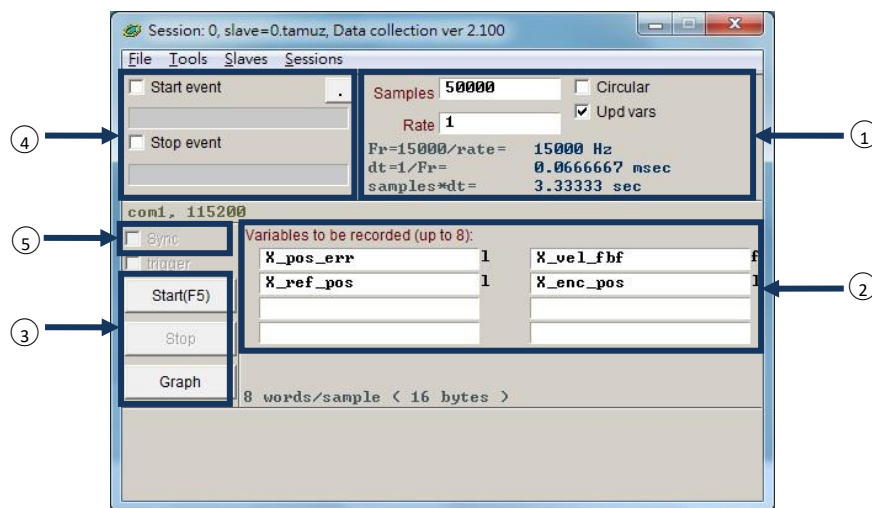 Session: 0, slave=0.tamuz, Data collection ver 2.100
File Tools Slaves Sessions
Start event .
Stop event
Samples 50000 Circular
Rate 1 Upd vars
Fr=15000/rate= 15000 Hz
dt=1/Fr= 0.0666667 msec
samples*dt= 3.33333 sec
4
1
com1, 115200
5
Sync
trigger
Variables to be recorded (up to 8):
X_pos_err l X_vel_fbf f
X_ref_pos l X_enc_pos l
2
3
Start(F5)
Stop
Graph
8 words/sample ( 16 bytes )